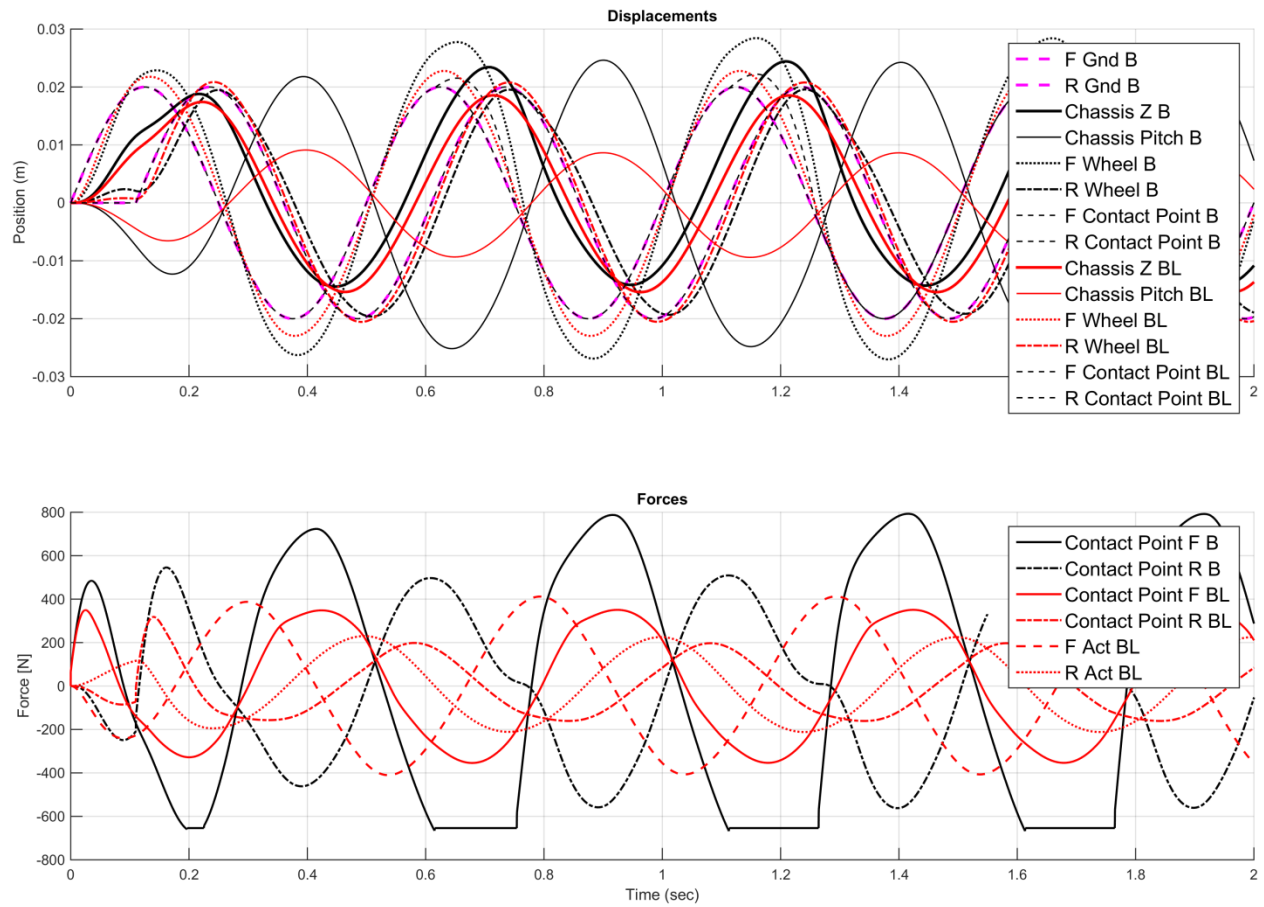 Displacements
0.03
0.02
0.01
0
-0.01
-0.02
-0.03
Position (m)
0 0.2 0.4 0.6 0.8 1 1.2 1.4 1.6 2
F Gnd B
R Gnd B
Chassis Z B
Chassis Pitch B
F Wheel B
R Wheel B
F Contact Point B
R Contact Point B
Chassis Z BL
Chassis Pitch BL
F Wheel BL
R Wheel BL
F Contact Point BL
R Contact Point BL
Forces
800
600
400
200
0
-200
-400
-600
-800
Force [N]
0 0.2 0.4 0.6 0.8 1 1.2 1.4 1.6 1.8 2
Time (sec)
Contact Point F B
Contact Point R B
Contact Point F BL
Contact Point R BL
F Act BL
R Act BL